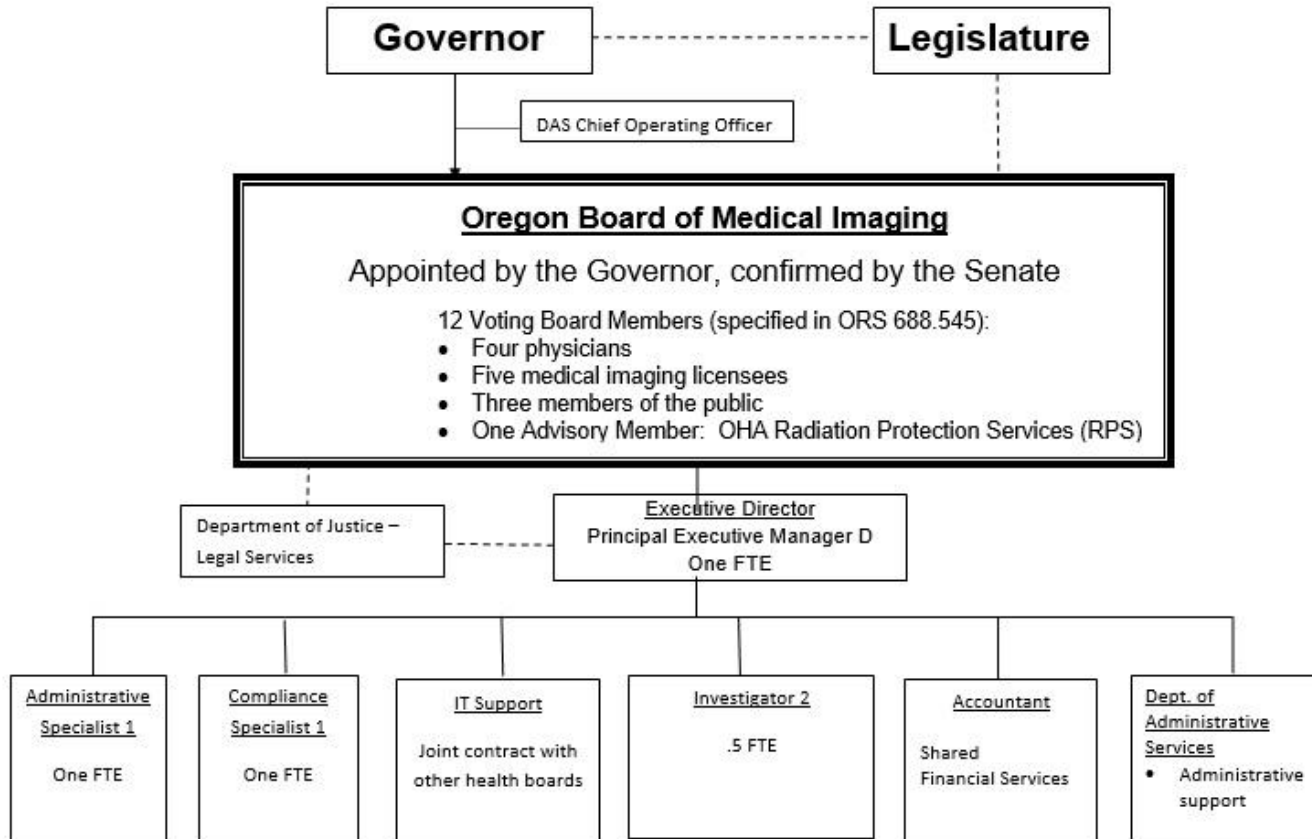 Governor
Legislature
DAS Chief Operating Officer
Oregon Board of Medical Imaging
Appointed by the Governor, confirmed by the Senate
12 Voting Board Members (specified in ORS 688.545):
• Four physicians
• Five medical imaging licensees
• Three members of the public
• One Advisory Member: OHA Radiation Protection Services (RPS)
Department of Justice –
Legal Services
Executive Director
Principal Executive Manager D
One FTE
Administrative
Specialist 1
One FTE
Compliance
Specialist 1
One FTE
IT Support
Joint contract with
other health boards
Investigator 2
.5 FTE
Accountant
Shared
Financial Services
Dept. of
Administrative
Services
• Administrative
support